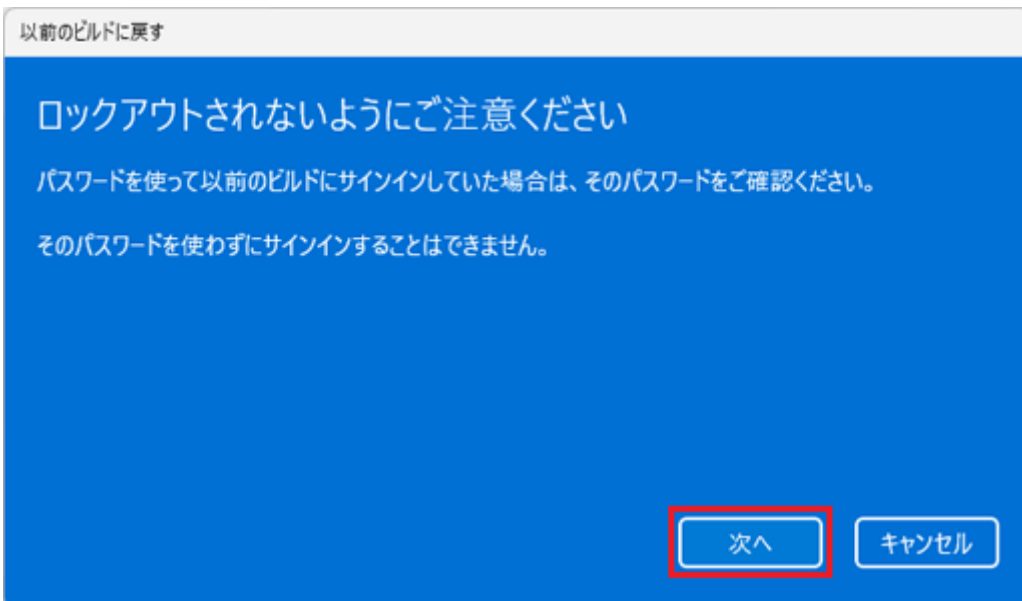 以前のビルドに戻す
ロックアウトされないようにご注意ください
パスワードを使って以前のビルドにサインインしていた場合は、そのパスワードをご確認ください。
そのパスワードを使わずにサインインすることはできません。
次へ
キャンセル